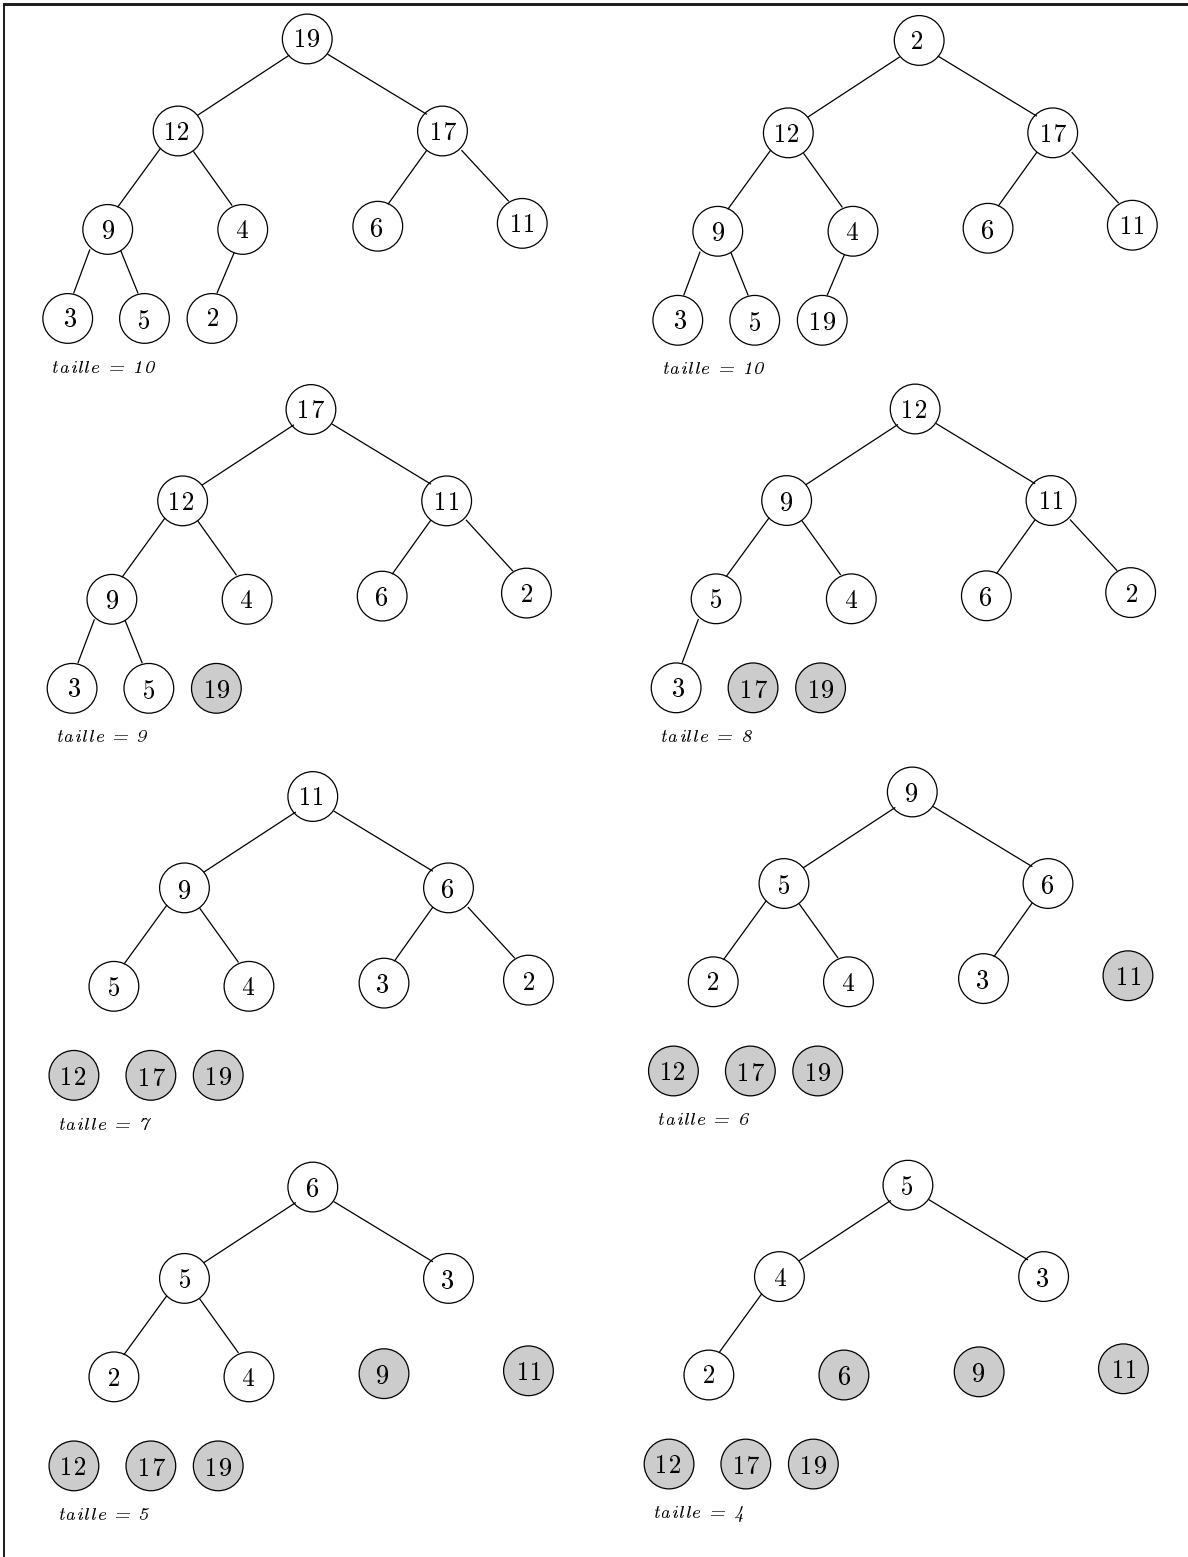 19 2
12 17 12 17
9 4 6 11 9 4 6 11
3 5 2 3 5 19
taille = 10 taille = 10
17 12
12 11 9 11
9 4 6 2 5 4 6 2
3 5 19 3 17 19
taille = 9 taille = 8
11 9
9 6 5 6
5 4 3 2 2 4 3 11
12 17 19 12 17 19
taille = 7 taille = 6
6 5
5 3 4 3
2 4 9 11 2 6 9 11
12 17 19 12 17 19
taille = 5 taille = 4